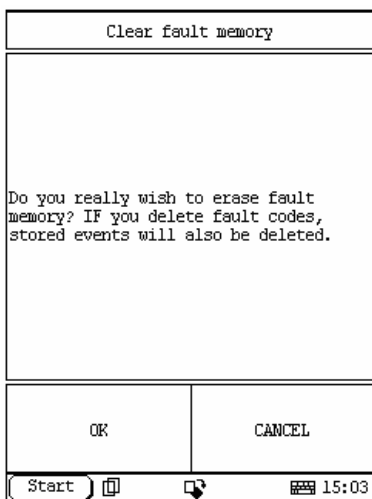 Clear fault memory
Do you really wish to erase fault
memory? IF you delete fault codes,
stored events will also be deleted.
OK
CANCEL
Start
15:03